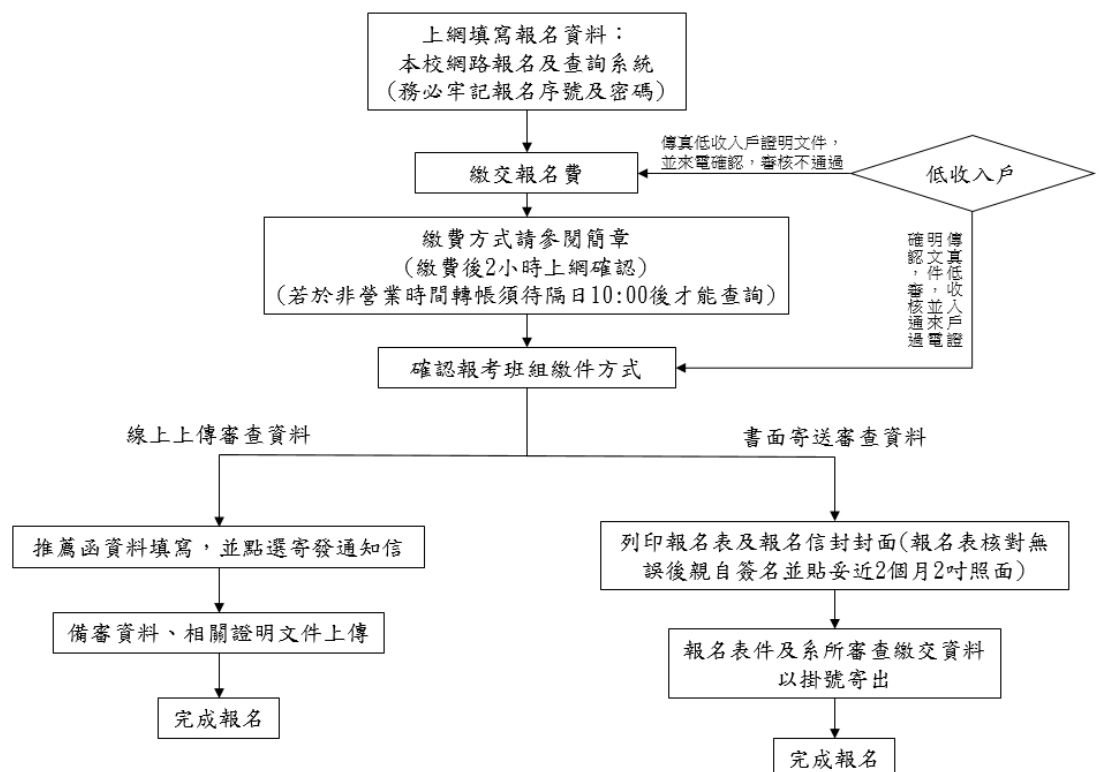 上網填寫報名資料：
本校網路報名及查詢系統
(務必牢記報名序號及密碼)
傳真低收入戶證明文件，
並來電確認，審核不通過
繳交報名費
低收入戶
繳費方式請參閱簡章
(繳費後2小時上網確認)
(若於非營業時間轉帳須待隔日10:00後才能查詢)
傳真低收入戶證
明文件，並來電
確認，審核通過
確認報考班組繳件方式
線上上傳審查資料
書面寄送審查資料
推薦函資料填寫，並點選寄發通知信
列印報名表及報名信封封面(報名表核對無
誤後親自簽名並貼妥近2個月2吋照面)
備審資料、相關證明文件上傳
報名表件及系所審查繳交資料
以掛號寄出
完成報名
完成報名